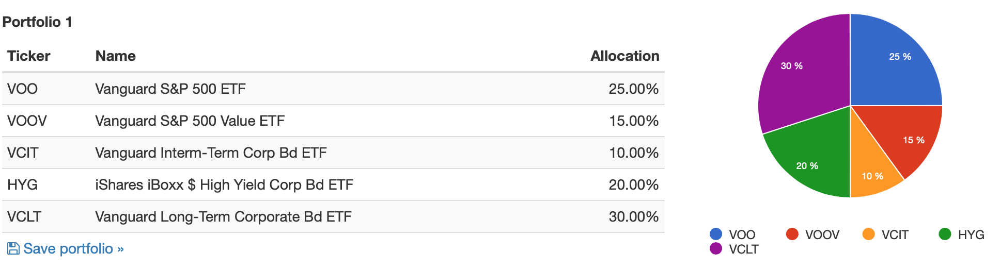 Portfolio 1
Ticker Name Allocation
VOO Vanguard S&P 500 ETF 25.00%
VOOV Vanguard S&P 500 Value ETF 15.00%
VCIT Vanguard Interm-Term Corp Bd ETF 10.00%
HYG iShares iBoxx $ High Yield Corp Bd ETF 20.00%
VCLT Vanguard Long-Term Corporate Bd ETF 30.00%
Save portfolio »
25 %
30 %
15 %
20 %
10 %
VOO VOOV VCIT HYG
VCLT